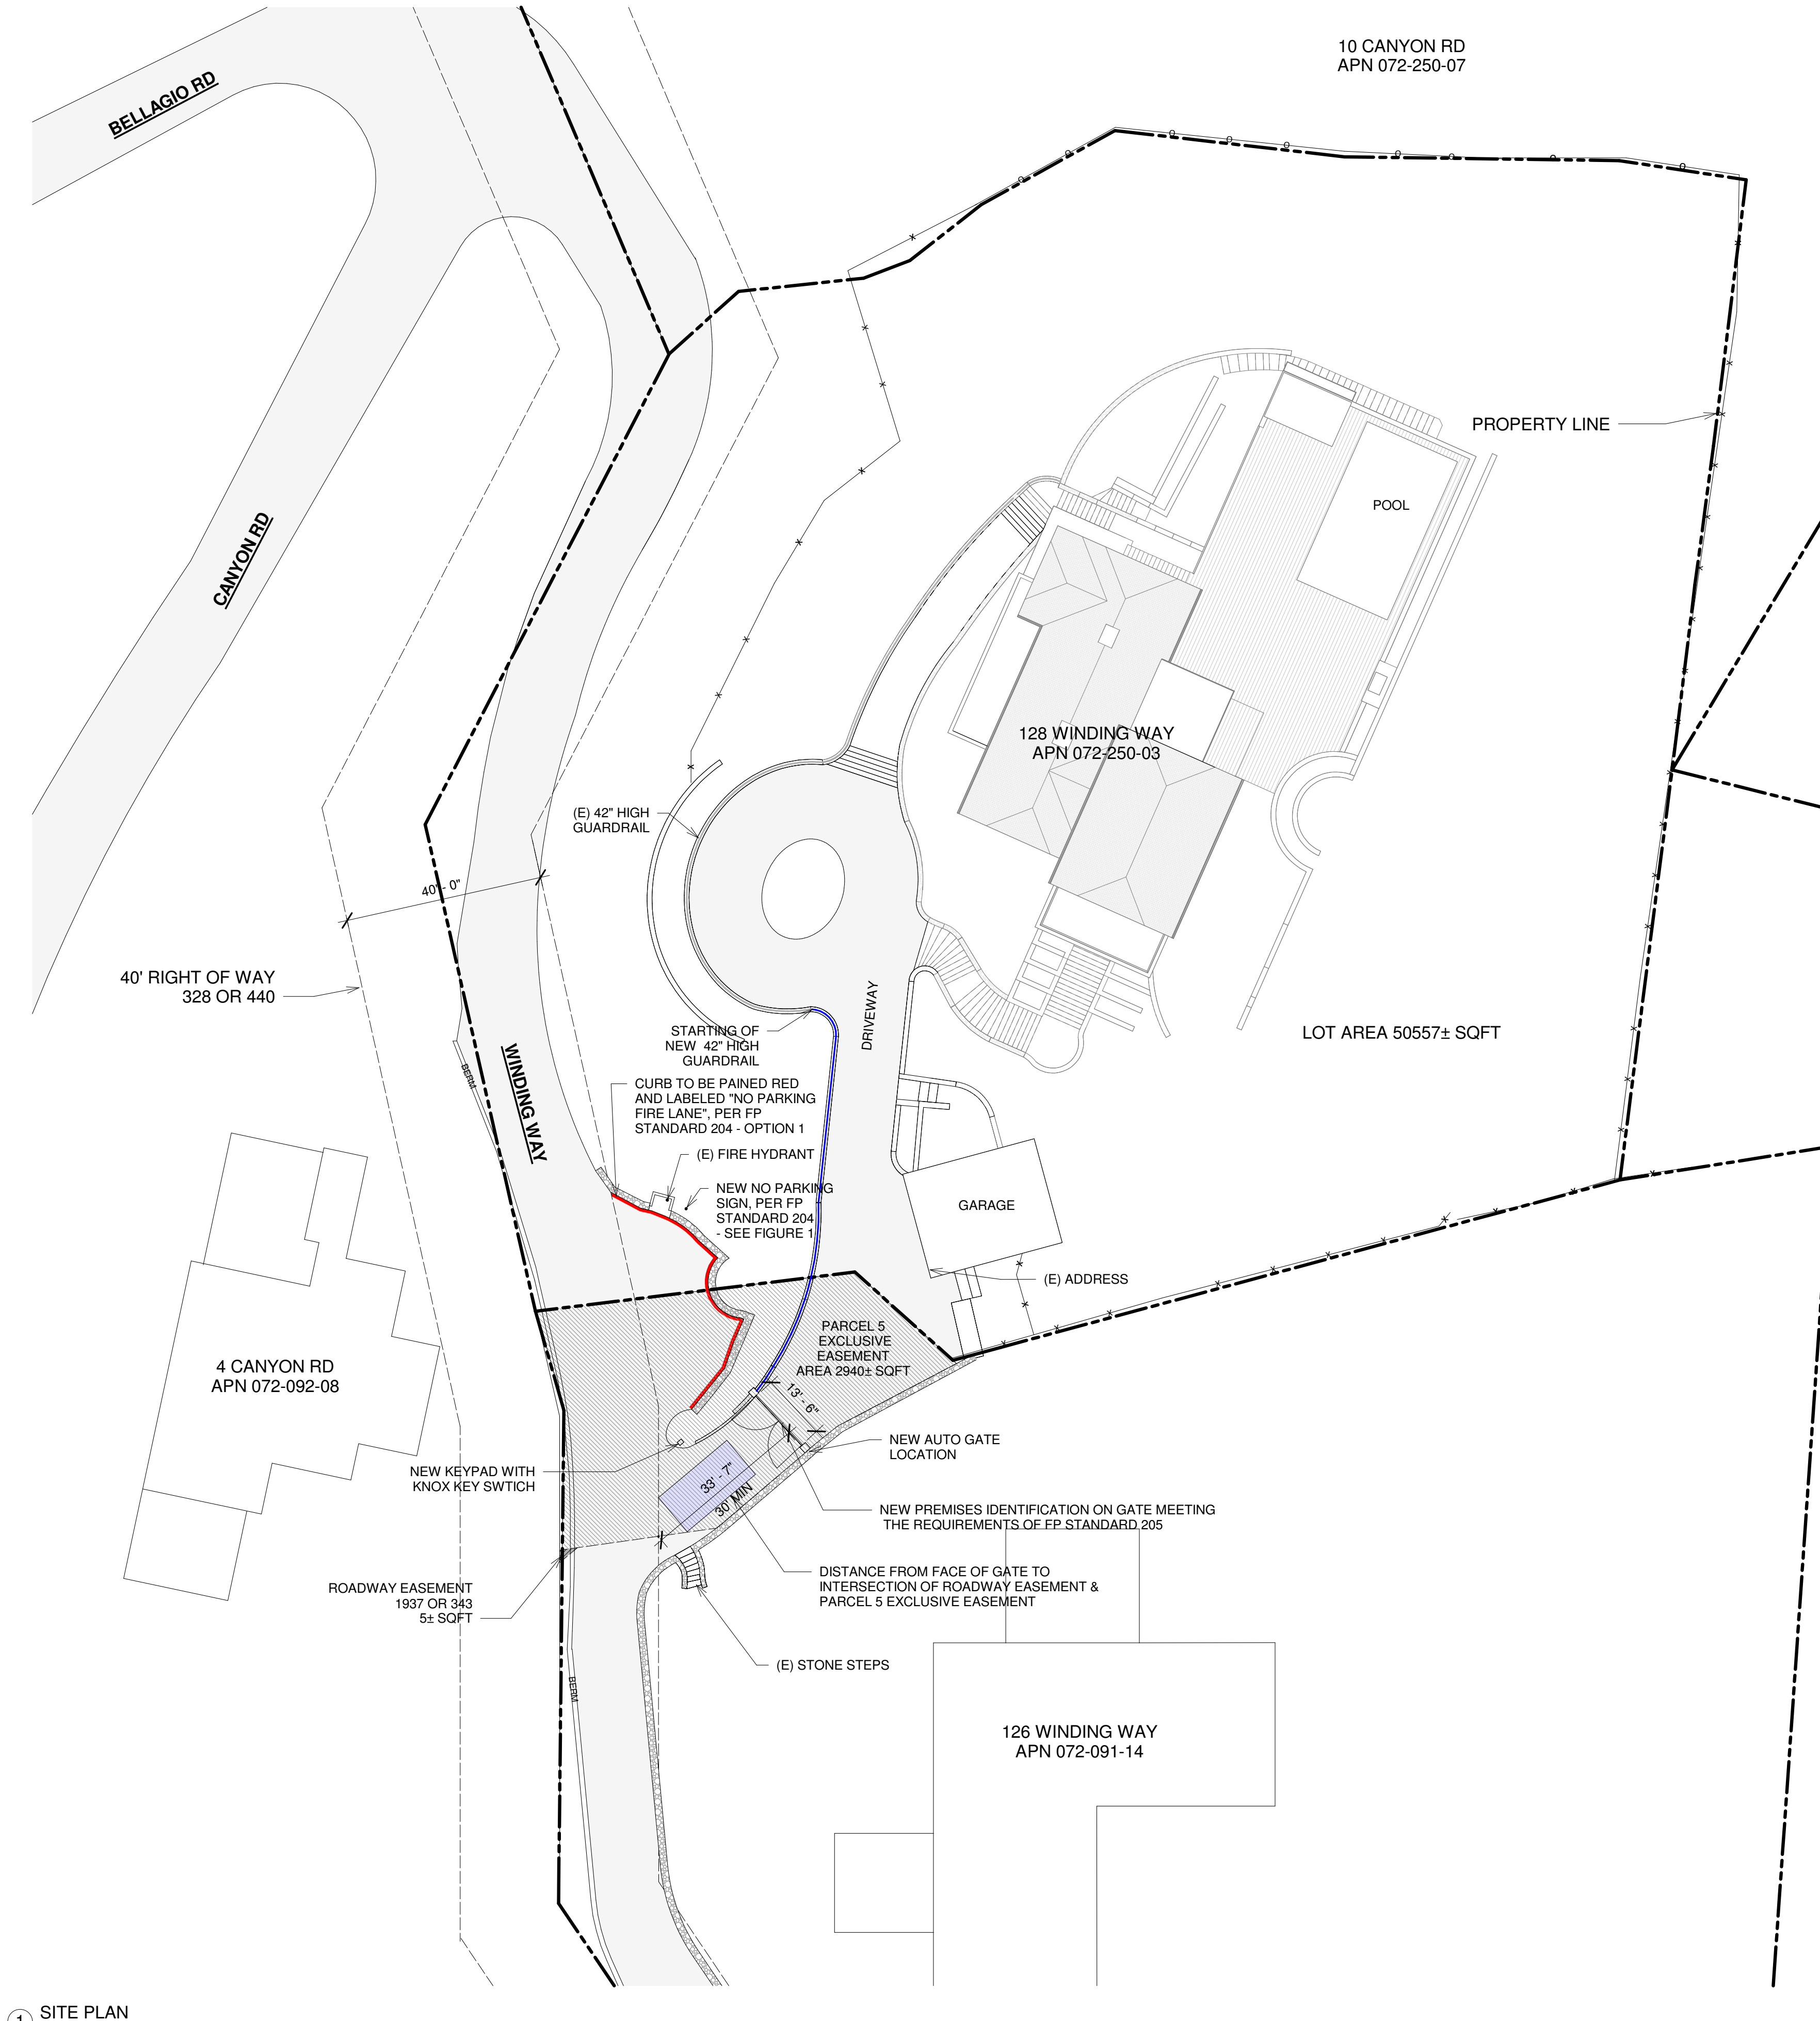 10 CANYON RD
APN 072-250-07
BELLAGIO RD
PROPERTY LINE
POOL
CANYON RD
128 WINDING WAY
APN 072-250-03
(E) 42" HIGH
GUARDRAIL
40' - 0"
40' RIGHT OF WAY
328 OR 440
DRIVEWAY
STARTING OF
NEW 42" HIGH
GUARDRAIL
LOT AREA 50557± SQFT
BERM
WINDING WAY
CURB TO BE PAINED RED
AND LABELED "NO PARKING
FIRE LANE", PER FP
STANDARD 204 - OPTION 1
(E) FIRE HYDRANT
NEW NO PARKING
SIGN, PER FP
STANDARD 204
- SEE FIGURE 1
GARAGE
(E) ADDRESS
PARCEL 5
EXCLUSIVE
EASEMENT
AREA 2940± SQFT
4 CANYON RD
APN 072-092-08
13' - 6"
NEW AUTO GATE
LOCATION
NEW KEYPAD WITH
KNOX KEY SWTICH
33' - 7"
30' MIN
NEW PREMISES IDENTIFICATION ON GATE MEETING
THE REQUIREMENTS OF FP STANDARD 205
DISTANCE FROM FACE OF GATE TO
INTERSECTION OF ROADWAY EASEMENT &
PARCEL 5 EXCLUSIVE EASEMENT
ROADWAY EASEMENT
1937 OR 343
5± SQFT
(E) STONE STEPS
BERM
126 WINDING WAY
APN 072-091-14
1 SITE PLAN